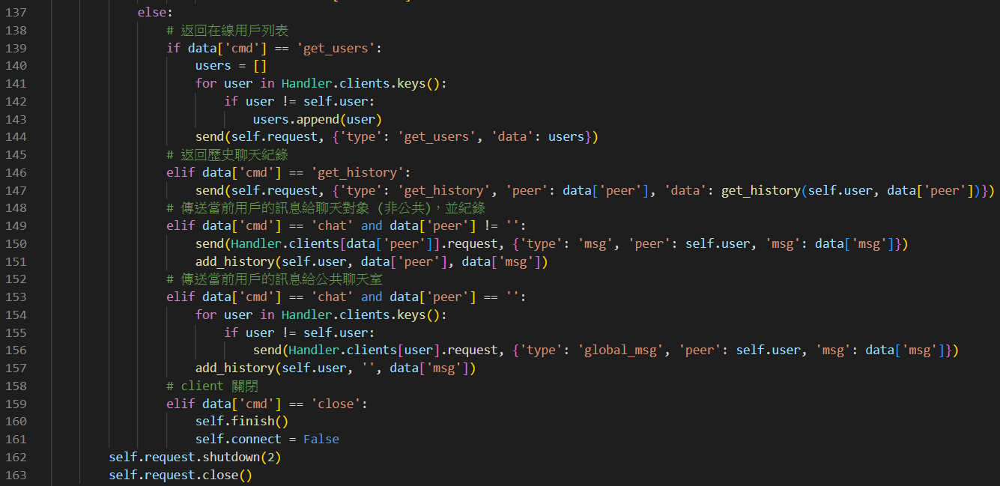 137 else:
138 # 返回在線用戶列表
139 if data['cmd'] == 'get_users':
140 users = []
141 for user in Handler.clients.keys():
142 if user != self.user:
143 users.append(user)
144 send(self.request, {'type': 'get_users', 'data': users})
145 # 返回歷史聊天紀錄
146 elif data['cmd'] == 'get_history':
147 send(self.request, {'type': 'get_history', 'peer': data['peer'], 'data': get_history(self.user, data['peer'])})
148 # 傳送當前用戶的訊息給聊天對象 (非公共)，並紀錄
149 elif data['cmd'] == 'chat' and data['peer'] != '':
150 send(Handler.clients[data['peer']].request, {'type': 'msg', 'peer': self.user, 'msg': data['msg']})
151 add_history(self.user, data['peer'], data['msg'])
152 # 傳送當前用戶的訊息給公共聊天室
153 elif data['cmd'] == 'chat' and data['peer'] == '':
154 for user in Handler.clients.keys():
155 if user != self.user:
156 send(Handler.clients[user].request, {'type': 'global_msg', 'peer': self.user, 'msg': data['msg']})
157 add_history(self.user, '', data['msg'])
158 # client 關閉
159 elif data['cmd'] == 'close':
160 self.finish()
161 self.connect = False
162 self.request.shutdown(2)
163 self.request.close()